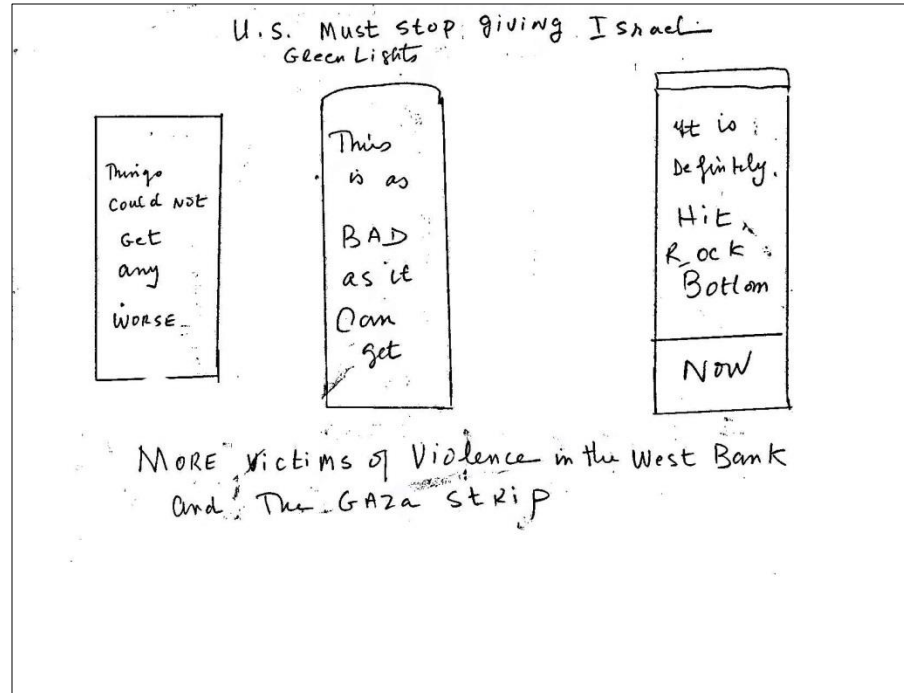 U.S. Must stop giving Israel
Green Lights
Things
Could Not
Get
any
WORSE
This
is as
BAD
as it
Can
get
It is
Definitely.
Hit
Rock
Bottom
NOW
MORE Victims of Violence in the West Bank
and The GAZa StRip